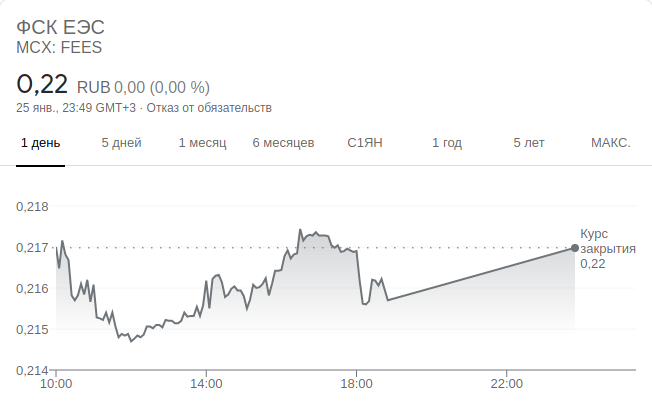 ФСК ЕЭС
MCX: FEES
0,22 RUB 0,00 (0,00 %)
25 янв., 23:49 GMT+3 · Отказ от обязательств
1 день 5 дней 1 месяц 6 месяцев С1ЯН 1 год 5 лет МАКС.
0,218
0,217
0,216
0,215
0,214
Курс
закрытия
0,22
10:00 14:00 18:00 22:00